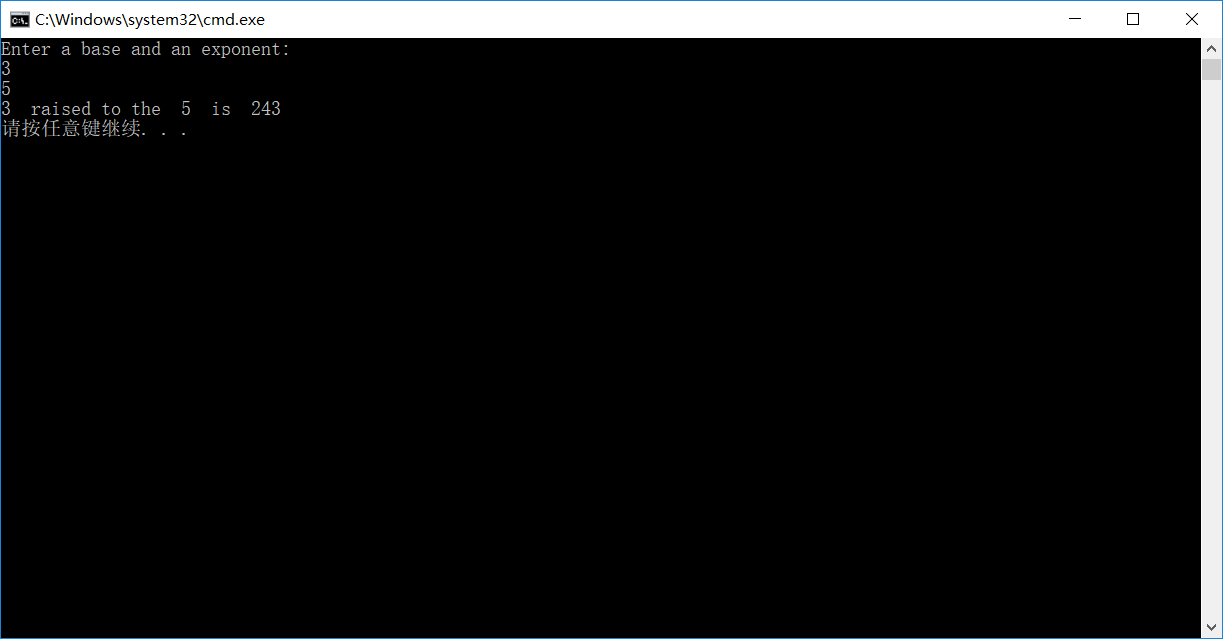 C:\Windows\system32\cmd.exe
Enter a base and an exponent:
3
5
3  raised to the  5  is  243
请按任意键继续. . .